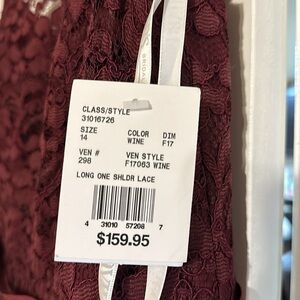 CLASS/STYLE
31016726
SIZE COLOR DIM
14 WINE F17
VEN # VEN STYLE
298 F17063 WINE
LONG ONE SHLDR LACE
4 31010 57208 7
$159.95